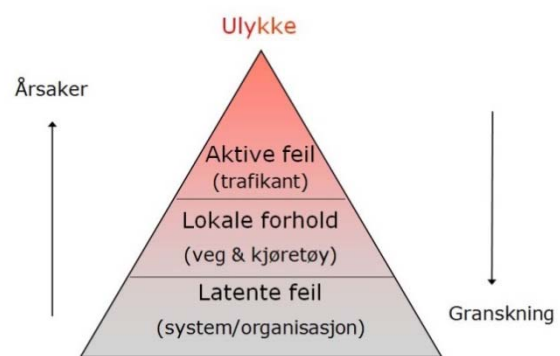 Ulykke
Årsaker
Aktive feil
(trafikant)
Lokale forhold
(veg & kjøretøy)
Latente feil
(system/organisasjon)
Granskning